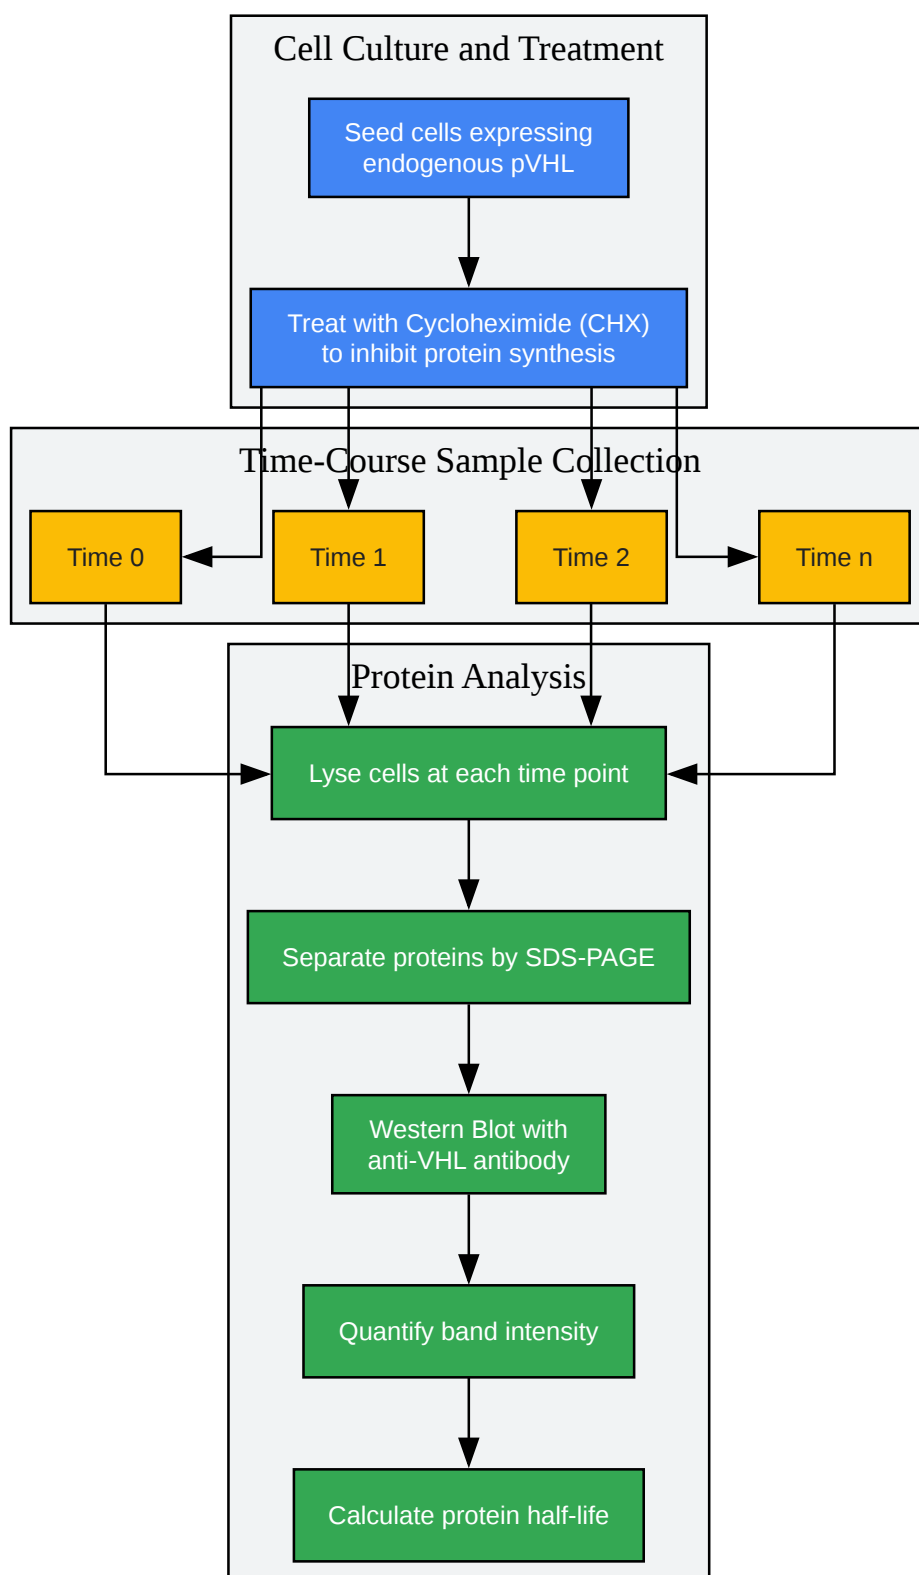 Cell Culture and Treatment
Seed cells expressing
endogenous pVHL
Treat with Cycloheximide (CHX)
to inhibit protein synthesis
Time-Course Sample Collection
Time 0
Time 1
Time 2
Time n
Protein Analysis
Lyse cells at each time point
Separate proteins by SDS-PAGE
Western Blot with
anti-VHL antibody
Quantify band intensity
Calculate protein half-life